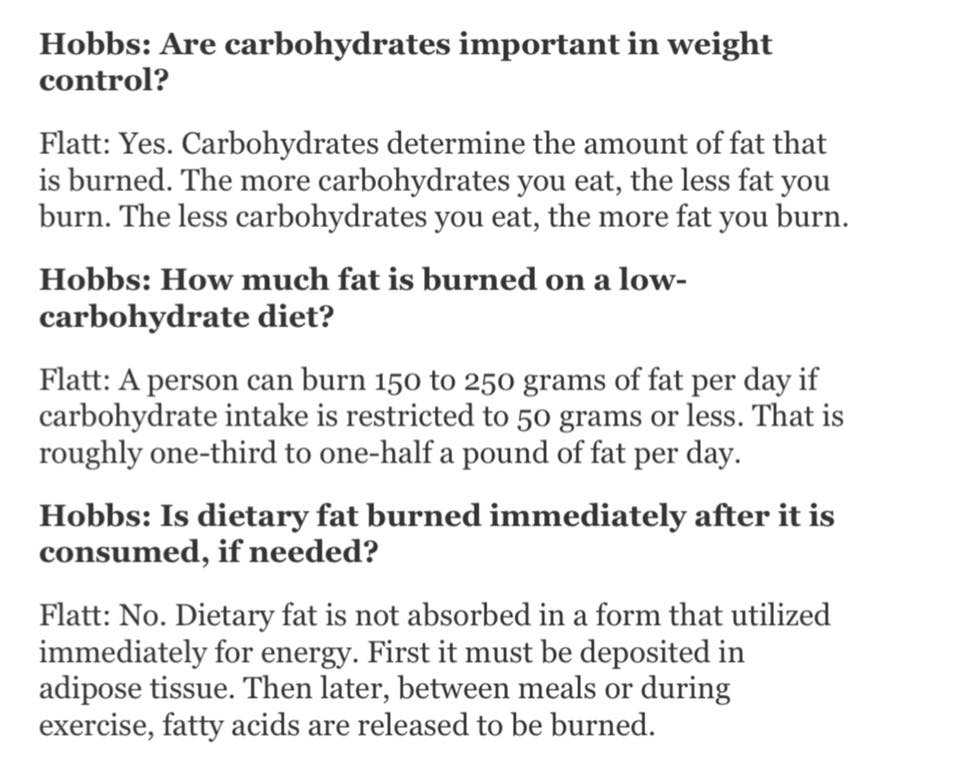 Hobbs: Are carbohydrates important in weight
control?
Flatt: Yes. Carbohydrates determine the amount of fat that
is burned. The more carbohydrates you eat, the less fat you
burn. The less carbohydrates you eat, the more fat you burn.
Hobbs: How much fat is burned on a low-
carbohydrate diet?
Flatt: A person can burn 150 to 250 grams of fat per day if
carbohydrate intake is restricted to 50 grams or less. That is
roughly one-third to one-half a pound of fat per day.
Hobbs: Is dietary fat burned immediately after it is
consumed, if needed?
Flatt: No. Dietary fat is not absorbed in a form that utilized
immediately for energy. First it must be deposited in
adipose tissue. Then later, between meals or during
exercise, fatty acids are released to be burned.